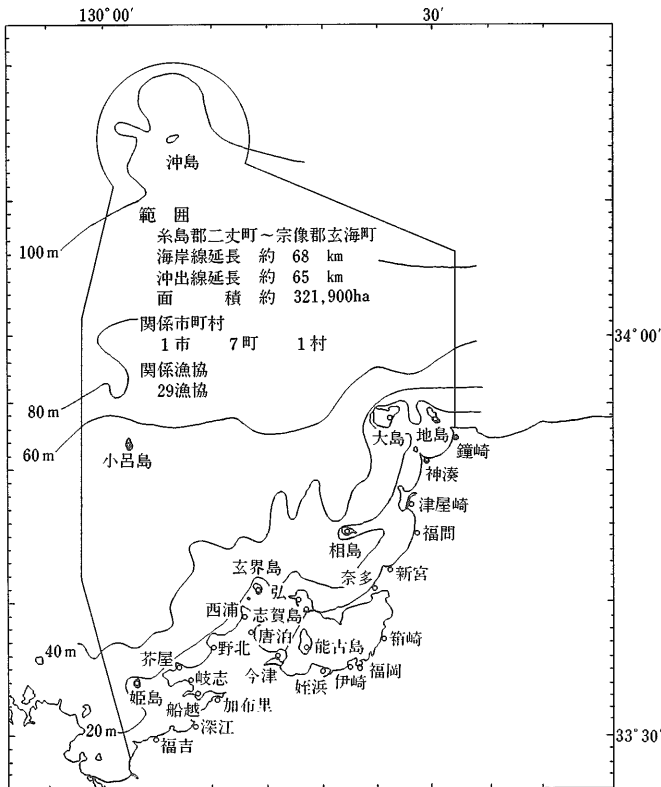 130°00′
30′
沖島
範囲
糸島郡二丈町～宗像郡玄海町
海岸線延長 約 68 km
沖出線延長 約 65 km
面積 約 321,900ha
100m
関係市町村
1市 7町 1村
34°00′
関係漁協
29漁協
80m
大島
地島
鐘崎
60m
小呂島
神湊
津屋崎
福間
相島
玄界島
奈多
新宮
弘
西浦
志賀島
唐泊
能古島
箱崎
40m
芥屋
野北
今津
姪浜
伊崎
福岡
姫島
岐志
船越
加布里
20m
深江
福吉
33°30′